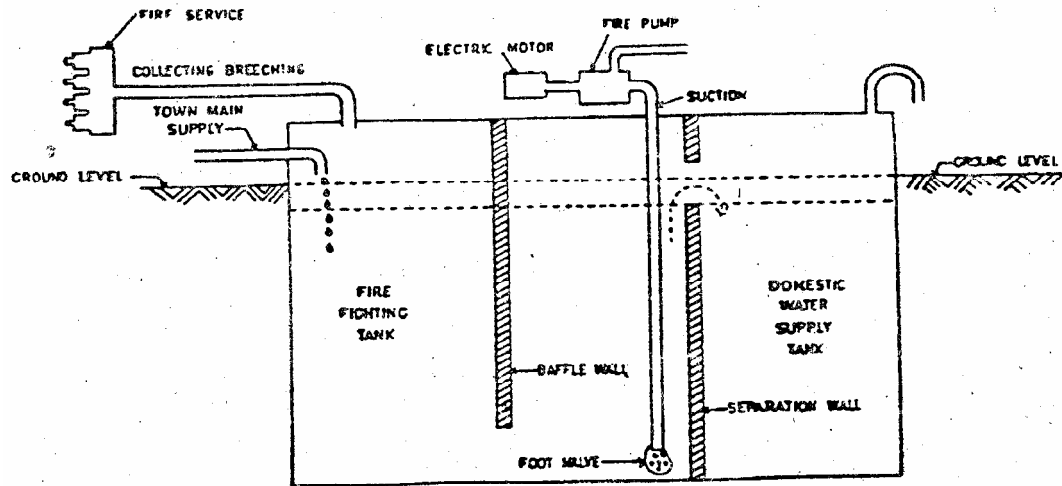 FIRE SERVICE
FIRE PUMP
ELECTRIC MOTOR
COLLECTING BREECHING
SUCTION
TOWN MAIN
SUPPLY
GROUND LEVEL
GROUND LEVEL
FIRE
FIGHTING
TANK
DOMESTIC
WATER
SUPPLY
TANK
BAFFLE WALL
SEPARATION WALL
FOOT VALVE